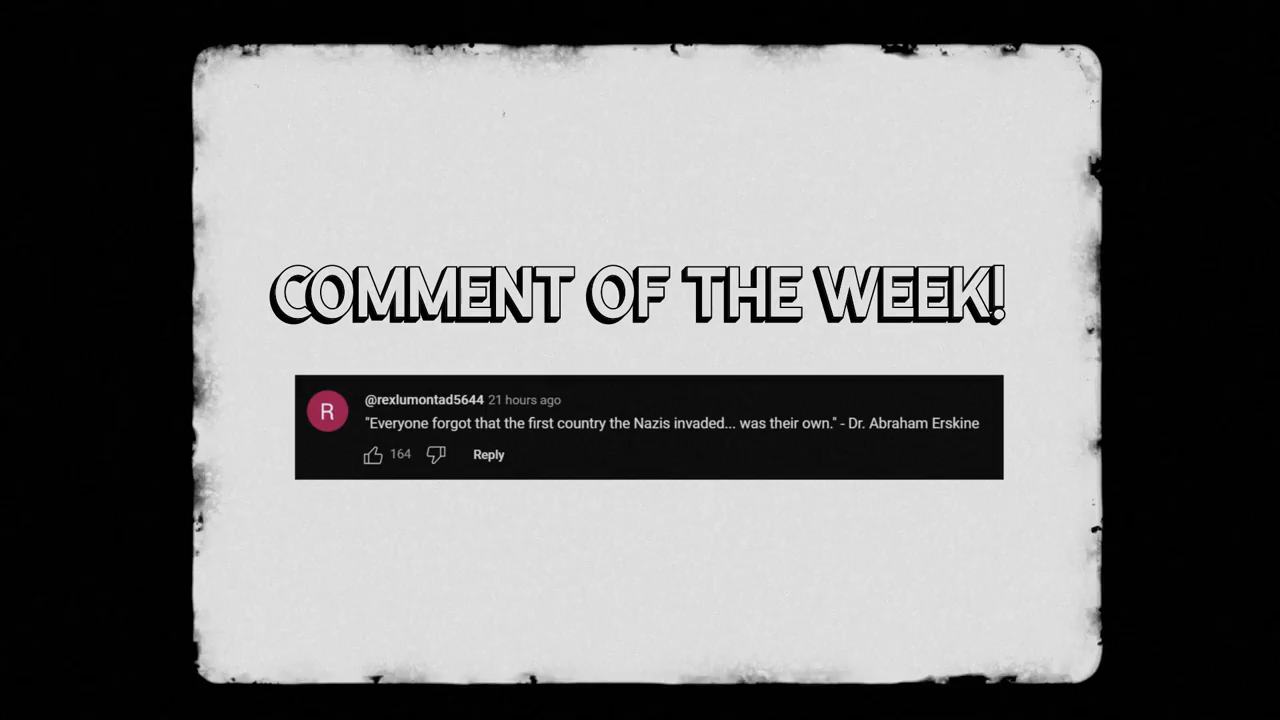 COMMENT OF THE WEEK!
R
@rexlumontad5644 21 hours ago
"Everyone forgot that the first country the Nazis invaded... was their own." - Dr. Abraham Erskine
164 Reply